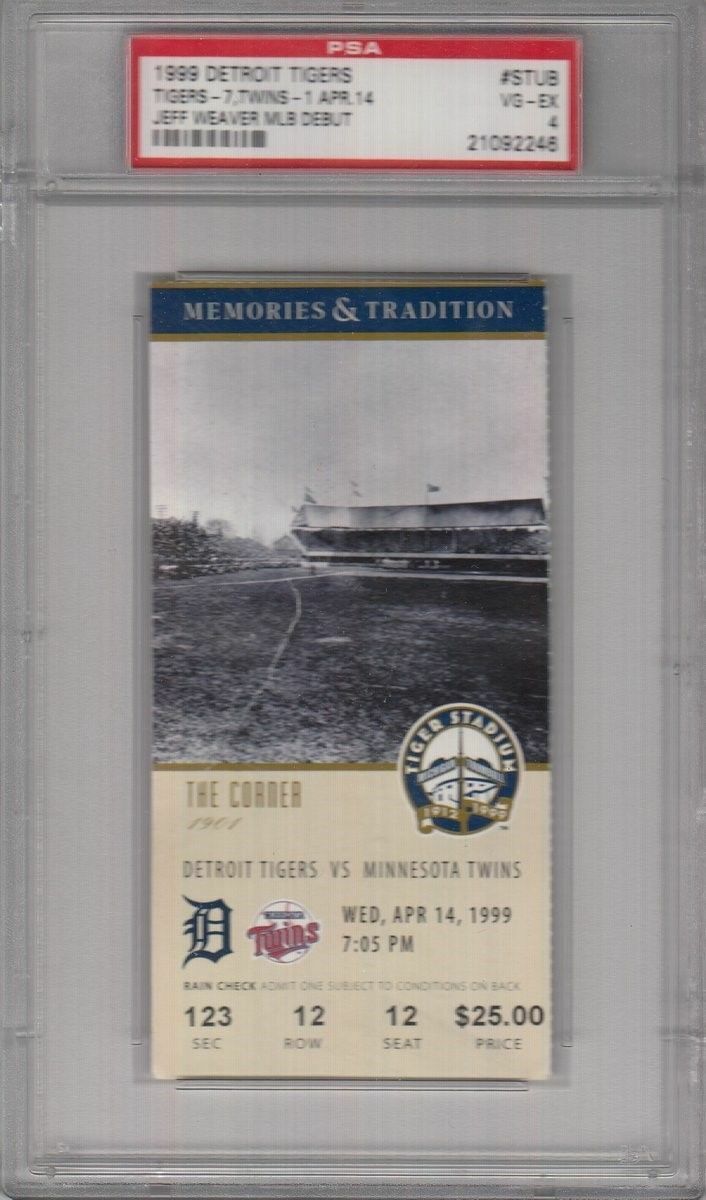 PSA
1999 DETROIT TIGERS #STUB
TIGERS-7,TWINS-1 APR.14 VG-EX
JEFF WEAVER MLB DEBUT 4
21092246
MEMORIES & TRADITION
TIGER STADIUM
MICHIGAN TRUMBULL
1912 1999
THE CORNER
1901
DETROIT TIGERS VS MINNESOTA TWINS
D
Twins
WED, APR 14, 1999
7:05 PM
RAIN CHECK ADMIT ONE SUBJECT TO CONDITIONS ON BACK
123 12 12 $25.00
SEC ROW SEAT PRICE